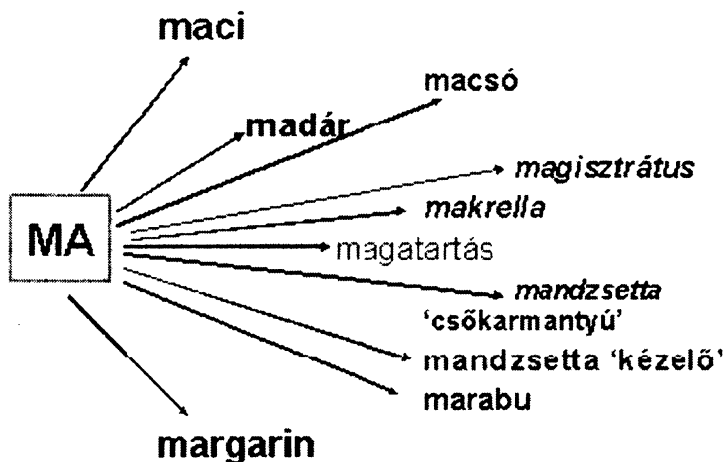 maci
macsó
madár
magisztrátus
makrella
MA
magatartás
mandzsetta
‘csőkarmantyú’
mandzsetta ‘kézelő’
marabu
margarin